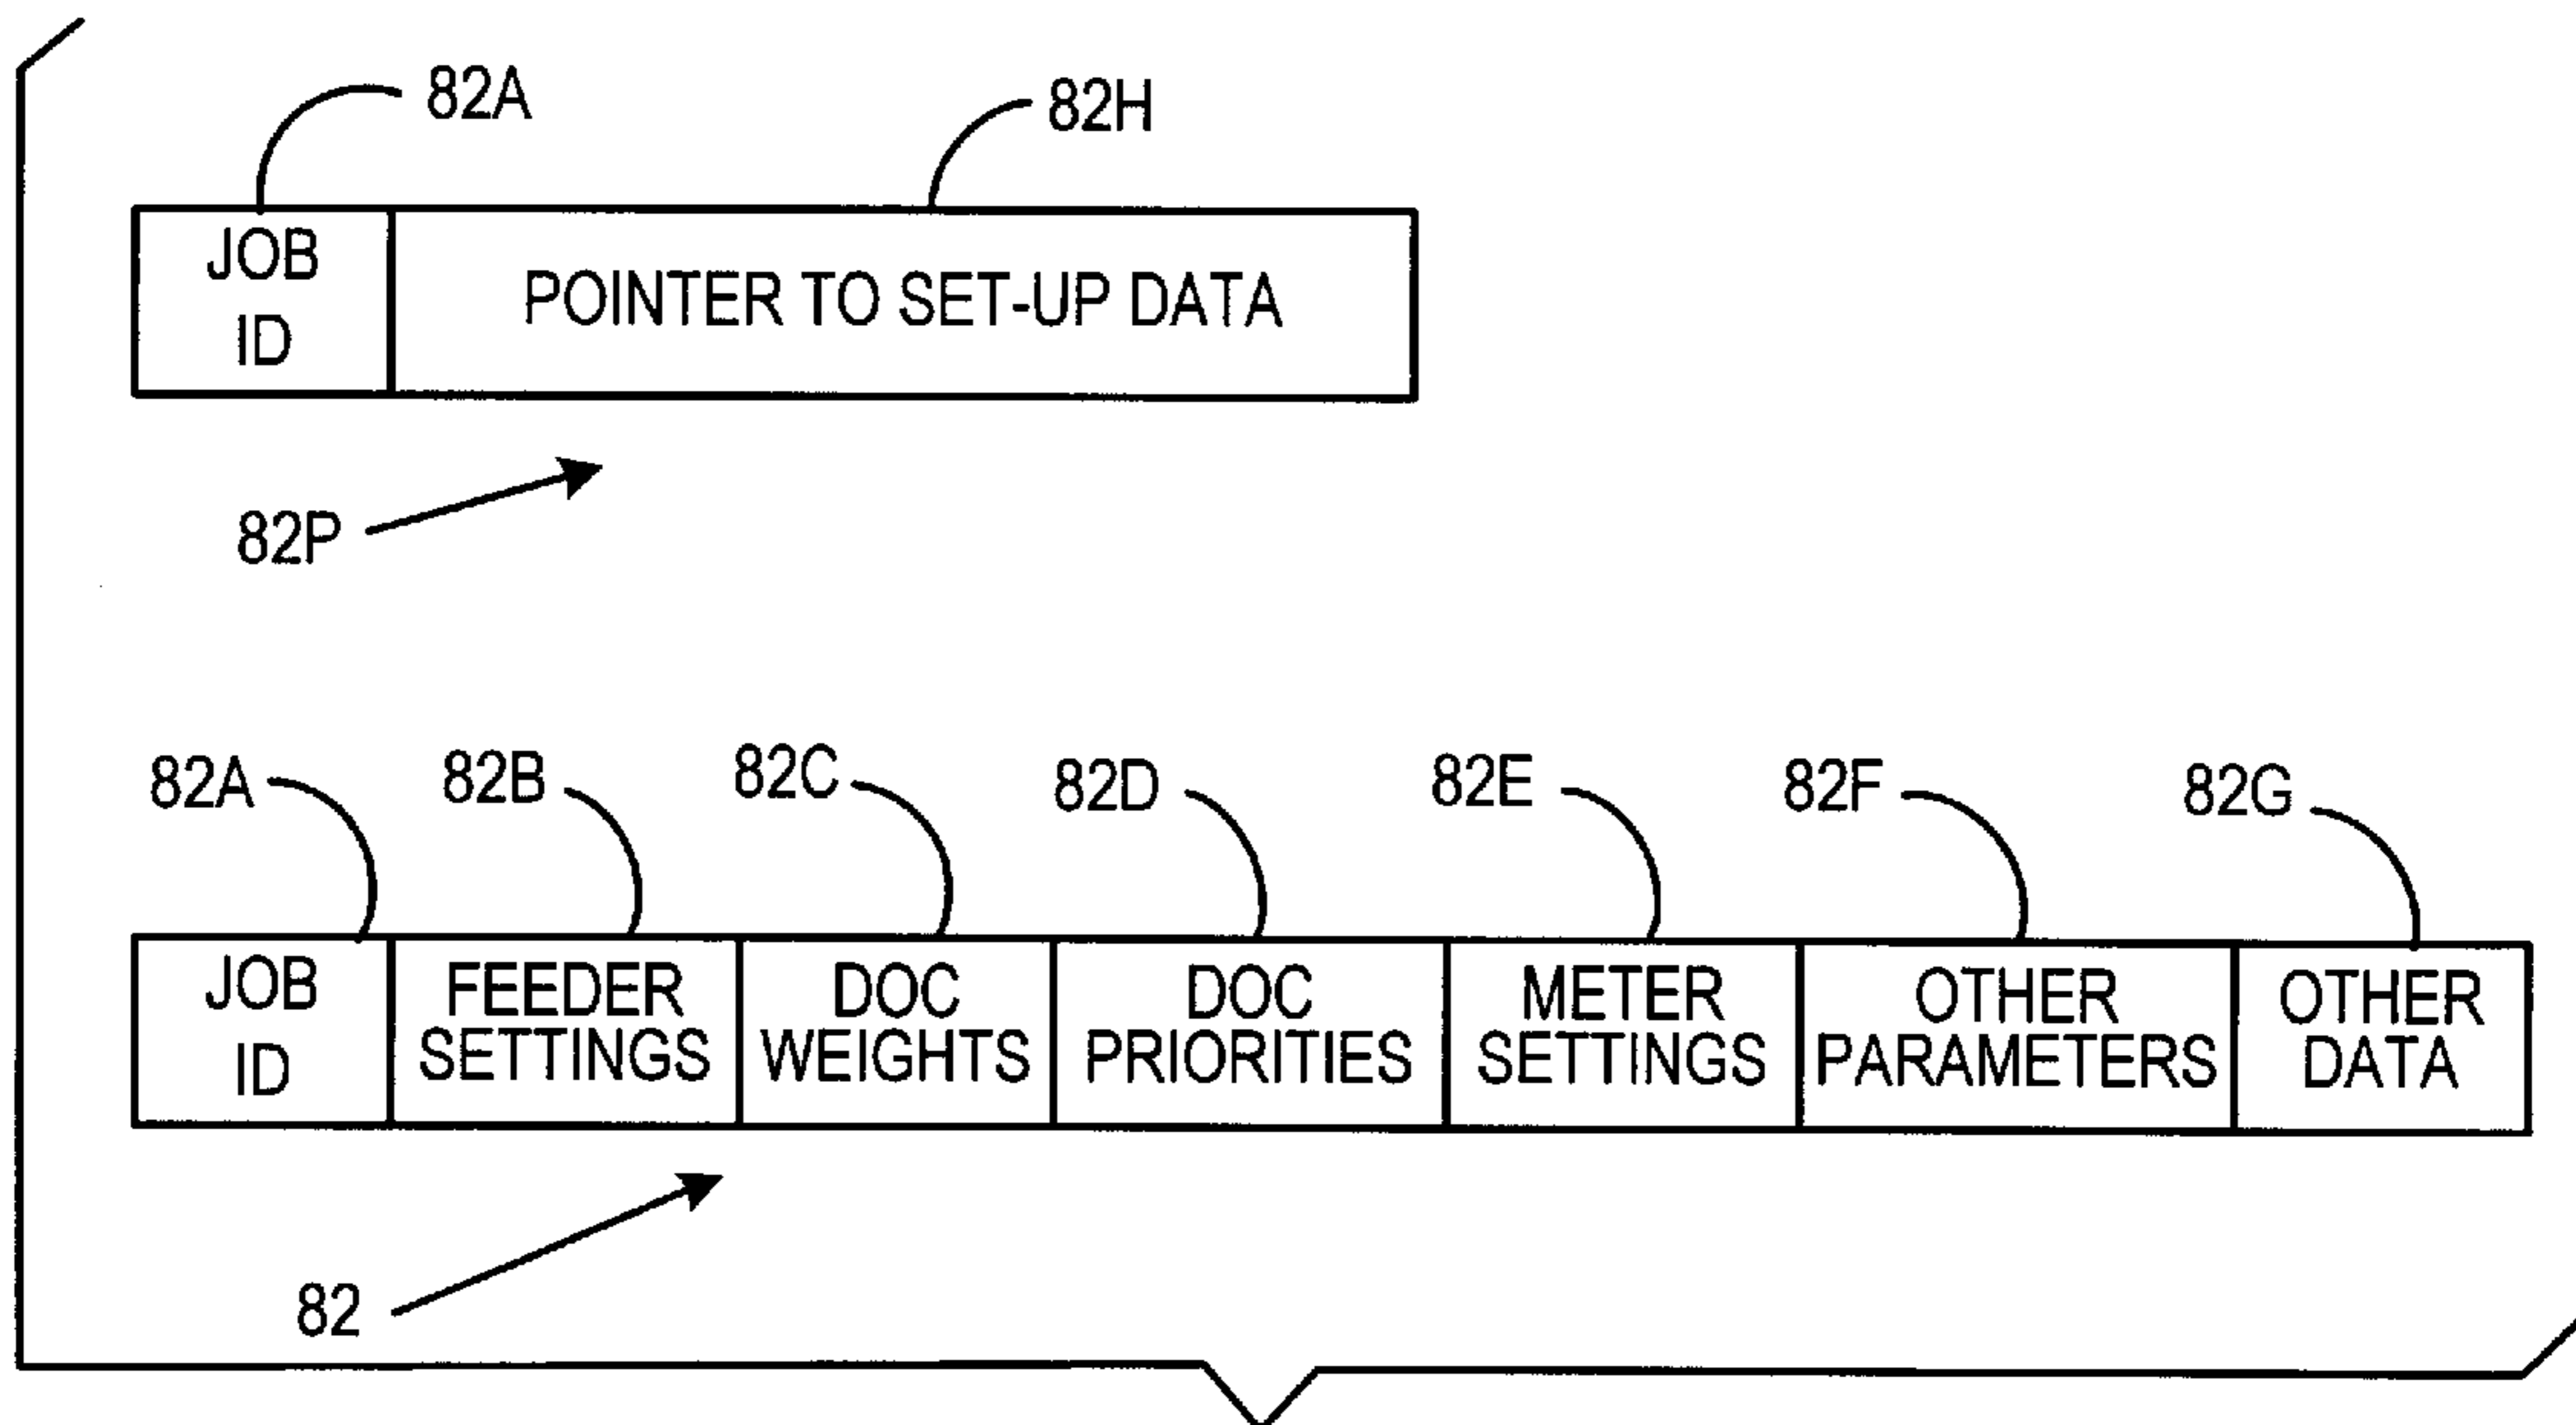 82A
82H
JOB
ID
POINTER TO SET-UP DATA
82P
82A
82B
82C
82D
82E
82F
82G
JOB
ID
FEEDER
SETTINGS
DOC
WEIGHTS
DOC
PRIORITIES
METER
SETTINGS
OTHER
PARAMETERS
OTHER
DATA
82